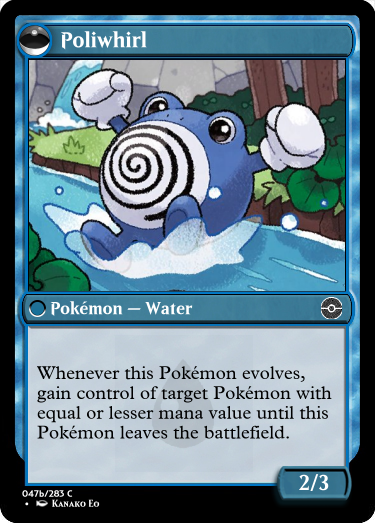 Poliwhirl
Pokémon — Water
Whenever this Pokémon evolves,
gain control of target Pokémon with
equal or lesser mana value until this
Pokémon leaves the battlefield.
2/3
047b/283 C
• Kanako Eo